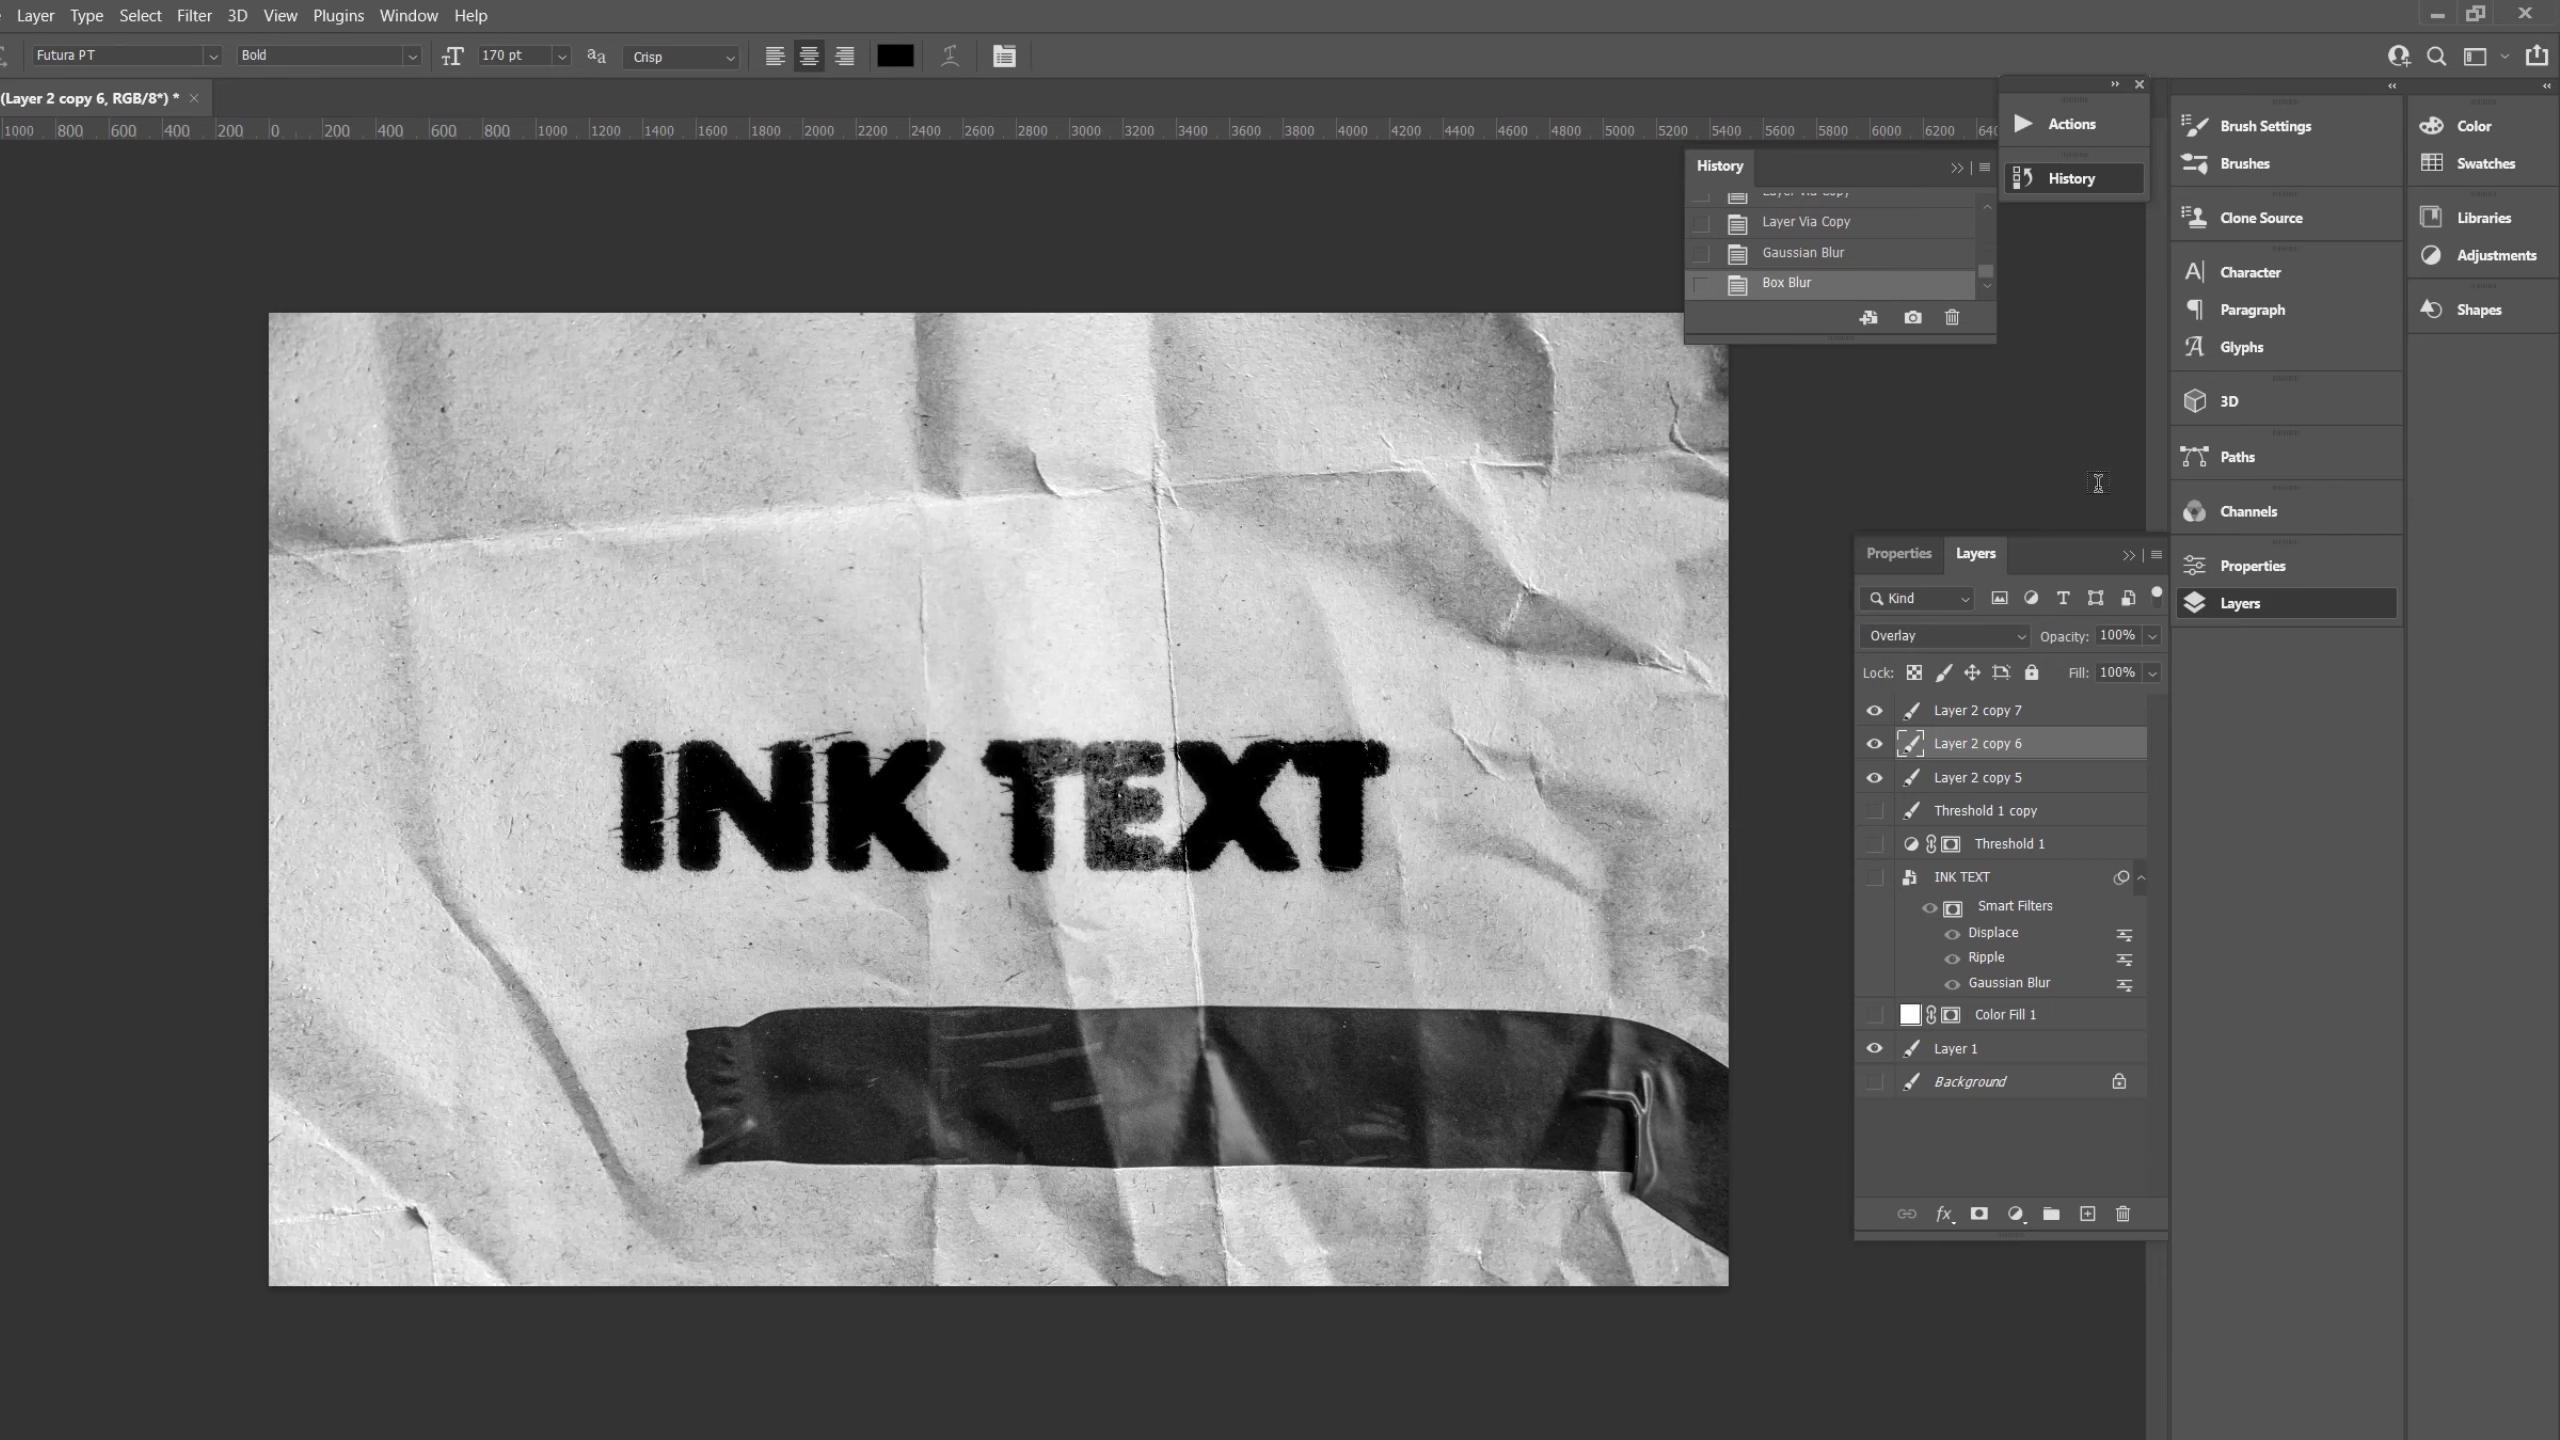 Layer Type Select Filter 3D View Plugins Window Help
Futura PT Bold 170 pt Crisp
(Layer 2 copy 6, RGB/8*) *
1000 800 600 400 200 0 200 400 600 800 1000 1200 1400 1600 1800 2000 2200 2400 2600 2800 3000 3200 3400 3600 3800 4000 4200 4400 4600 4800 5000 5200 5400 5600 5800 6000 6200
Actions
History
History
Layer Via Copy
Layer Via Copy
Gaussian Blur
Box Blur
Brush Settings
Brushes
Clone Source
Character
Paragraph
Glyphs
3D
Paths
Channels
Properties
Layers
Color
Swatches
Libraries
Adjustments
Shapes
INK TEXT
Properties Layers
Kind
Overlay Opacity: 100%
Lock: Fill: 100%
Layer 2 copy 7
Layer 2 copy 6
Layer 2 copy 5
Threshold 1 copy
Threshold 1
INK TEXT
Smart Filters
Displace
Ripple
Gaussian Blur
Color Fill 1
Layer 1
Background
fx